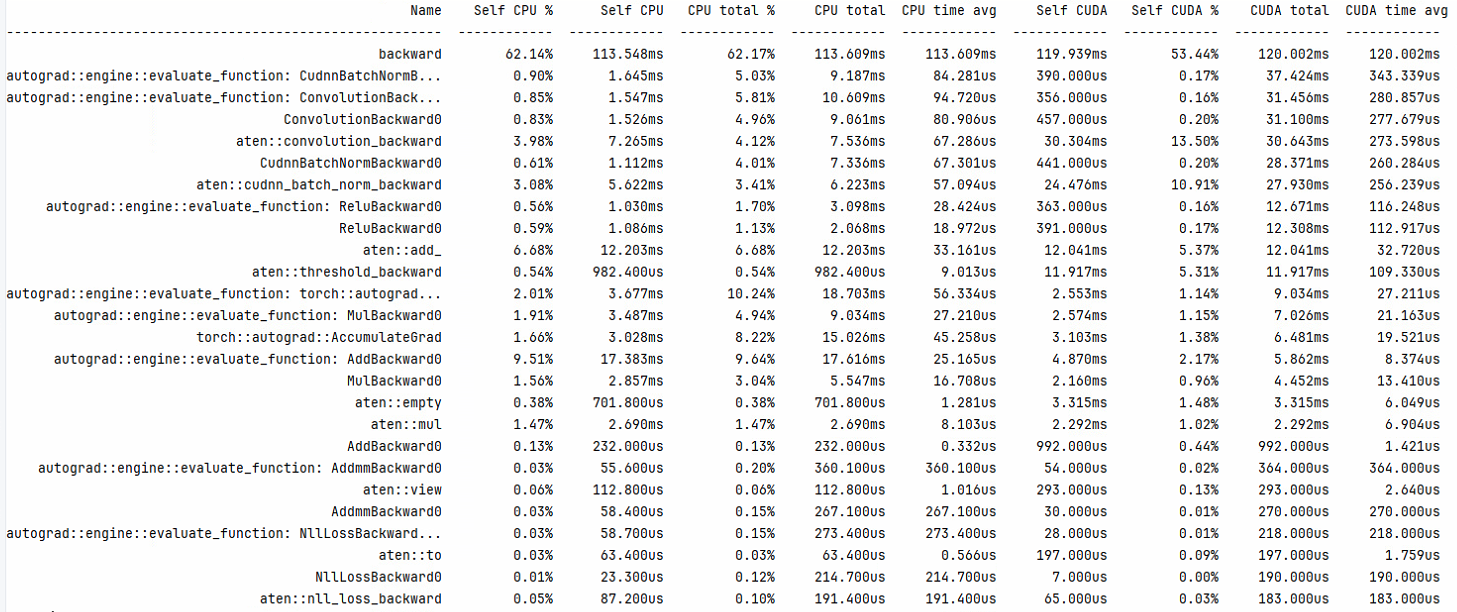 Name Self CPU % Self CPU CPU total % CPU total CPU time avg Self CUDA Self CUDA % CUDA total CUDA time avg
backward 62.14% 113.548ms 62.17% 113.609ms 113.609ms 119.939ms 53.44% 120.002ms 120.002ms
autograd::engine::evaluate_function: CudnnBatchNormB... 0.90% 1.645ms 5.03% 9.187ms 84.281us 390.000us 0.17% 37.424ms 343.339us
autograd::engine::evaluate_function: ConvolutionBack... 0.85% 1.547ms 5.81% 10.609ms 94.720us 356.000us 0.16% 31.456ms 280.857us
ConvolutionBackward0 0.83% 1.526ms 4.96% 9.061ms 80.906us 457.000us 0.20% 31.100ms 277.679us
aten::convolution_backward 3.98% 7.265ms 4.12% 7.536ms 67.286us 30.304ms 13.50% 30.643ms 273.598us
CudnnBatchNormBackward0 0.61% 1.112ms 4.01% 7.336ms 67.301us 441.000us 0.20% 28.371ms 260.284us
aten::cudnn_batch_norm_backward 3.08% 5.622ms 3.41% 6.223ms 57.094us 24.476ms 10.91% 27.930ms 256.239us
autograd::engine::evaluate_function: ReluBackward0 0.56% 1.030ms 1.70% 3.098ms 28.424us 363.000us 0.16% 12.671ms 116.248us
ReluBackward0 0.59% 1.086ms 1.13% 2.068ms 18.972us 391.000us 0.17% 12.308ms 112.917us
aten::add_ 6.68% 12.203ms 6.68% 12.203ms 33.161us 12.041ms 5.37% 12.041ms 32.720us
aten::threshold_backward 0.54% 982.400us 0.54% 982.400us 9.013us 11.917ms 5.31% 11.917ms 109.330us
autograd::engine::evaluate_function: torch::autograd... 2.01% 3.677ms 10.24% 18.703ms 56.334us 2.553ms 1.14% 9.034ms 27.211us
autograd::engine::evaluate_function: MulBackward0 1.91% 3.487ms 4.94% 9.034ms 27.210us 2.574ms 1.15% 7.026ms 21.163us
torch::autograd::AccumulateGrad 1.66% 3.028ms 8.22% 15.026ms 45.258us 3.103ms 1.38% 6.481ms 19.521us
autograd::engine::evaluate_function: AddBackward0 9.51% 17.383ms 9.64% 17.616ms 25.165us 4.870ms 2.17% 5.862ms 8.374us
MulBackward0 1.56% 2.857ms 3.04% 5.547ms 16.708us 2.160ms 0.96% 4.452ms 13.410us
aten::empty 0.38% 701.800us 0.38% 701.800us 1.281us 3.315ms 1.48% 3.315ms 6.049us
aten::mul 1.47% 2.690ms 1.47% 2.690ms 8.103us 2.292ms 1.02% 2.292ms 6.904us
AddBackward0 0.13% 232.000us 0.13% 232.000us 0.332us 992.000us 0.44% 992.000us 1.421us
autograd::engine::evaluate_function: AddmmBackward0 0.03% 55.600us 0.20% 360.100us 360.100us 54.000us 0.02% 364.000us 364.000us
aten::view 0.06% 112.800us 0.06% 112.800us 1.016us 293.000us 0.13% 293.000us 2.640us
AddmmBackward0 0.03% 58.400us 0.15% 267.100us 267.100us 30.000us 0.01% 270.000us 270.000us
autograd::engine::evaluate_function: NllLossBackward... 0.03% 58.700us 0.15% 273.400us 273.400us 28.000us 0.01% 218.000us 218.000us
aten::to 0.03% 63.400us 0.03% 63.400us 0.566us 197.000us 0.09% 197.000us 1.759us
NllLossBackward0 0.01% 23.300us 0.12% 214.700us 214.700us 7.000us 0.00% 190.000us 190.000us
aten::nll_loss_backward 0.05% 87.200us 0.10% 191.400us 191.400us 65.000us 0.03% 183.000us 183.000us